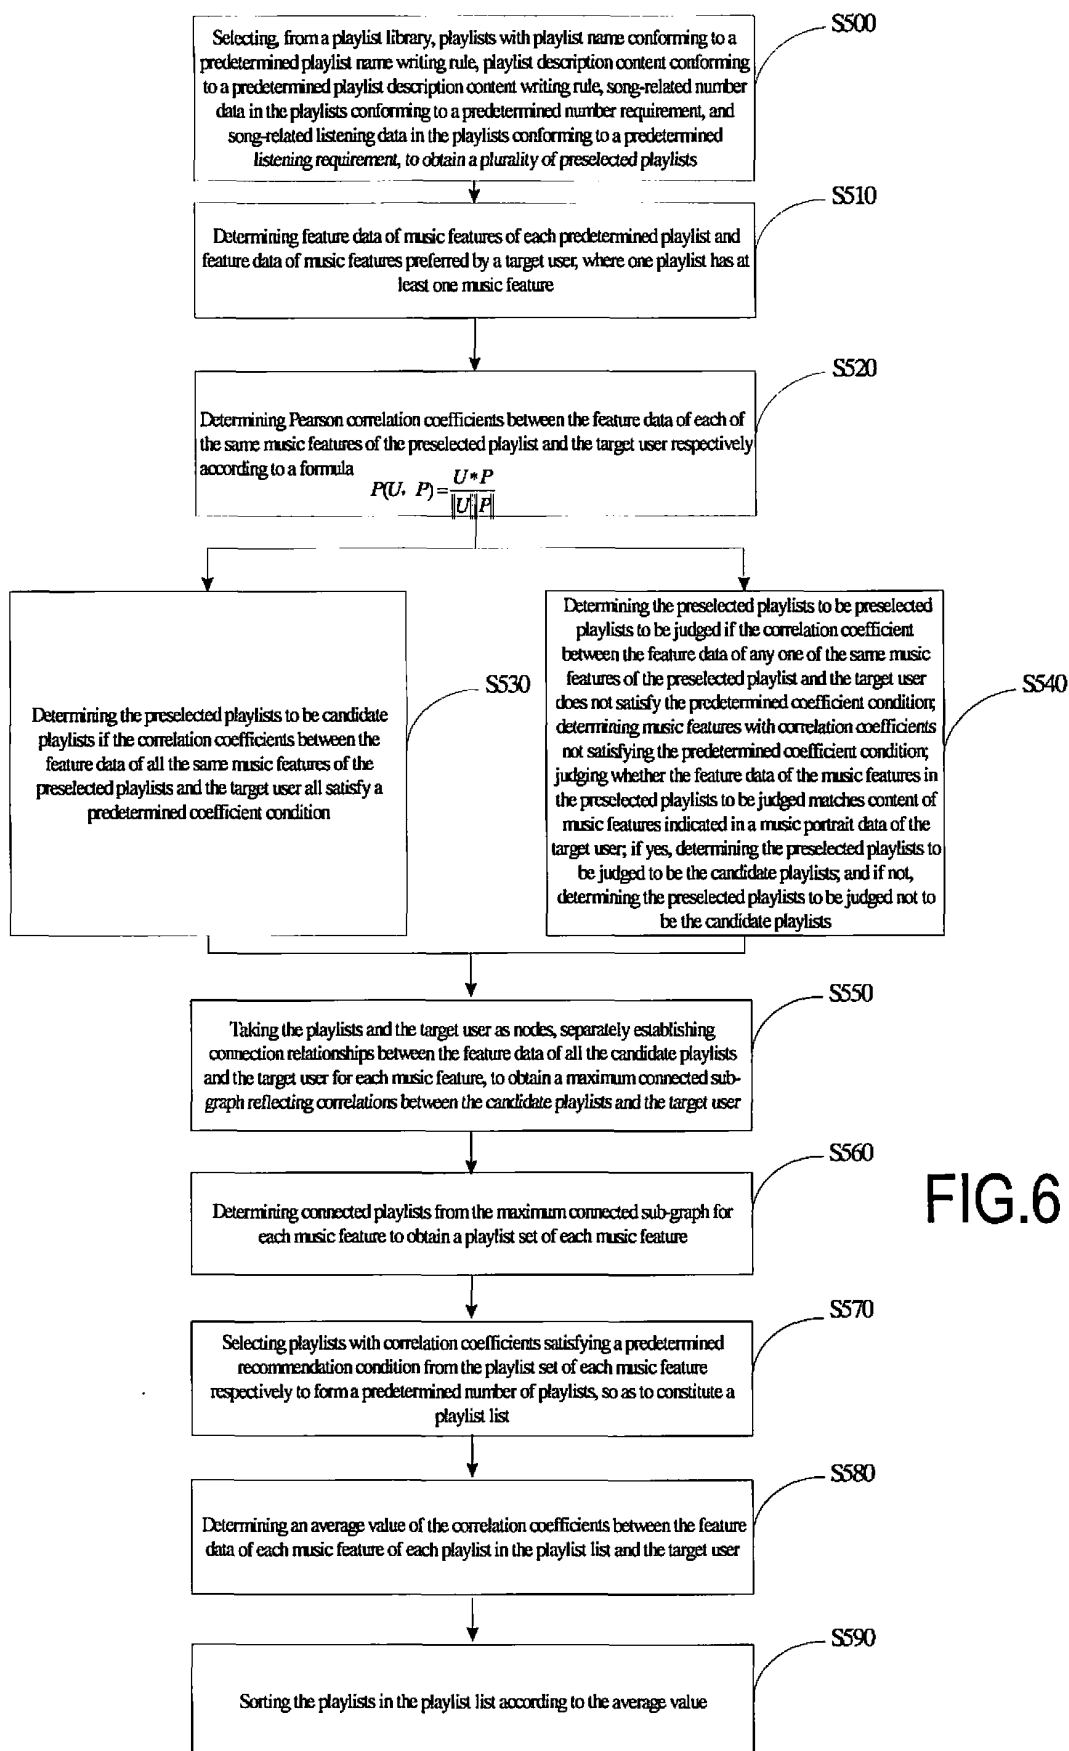 S500
Selecting, from a playlist library, playlists with playlist name conforming to a
predetermined playlist name writing rule, playlist description content conforming
to a predetermined playlist description content writing rule, song-related number
data in the playlists conforming to a predetermined number requirement, and
song-related listening data in the playlists conforming to a predetermined
listening requirement, to obtain a plurality of preselected playlists
S510
Determining feature data of music features of each predetermined playlist and
feature data of music features preferred by a target user, where one playlist has at
least one music feature
S520
Determining Pearson correlation coefficients between the feature data of each of
the same music features of the preselected playlist and the target user respectively
according to a formula
P(U, P)=U*P/‖U‖‖P‖
S530
Determining the preselected playlists to be candidate
playlists if the correlation coefficients between the
feature data of all the same music features of the
preselected playlists and the target user all satisfy a
predetermined coefficient condition
S540
Determining the preselected playlists to be preselected
playlists to be judged if the correlation coefficient
between the feature data of any one of the same music
features of the preselected playlist and the target user
does not satisfy the predetermined coefficient condition;
determining music features with correlation coefficients
not satisfying the predetermined coefficient condition;
judging whether the feature data of the music features in
the preselected playlists to be judged matches content of
music features indicated in a music portrait data of the
target user; if yes, determining the preselected playlists to
be judged to be the candidate playlists; and if not,
determining the preselected playlists to be judged not to
be the candidate playlists
S550
Taking the playlists and the target user as nodes, separately establishing
connection relationships between the feature data of all the candidate playlists
and the target user for each music feature, to obtain a maximum connected sub-
graph reflecting correlations between the candidate playlists and the target user
S560
Determining connected playlists from the maximum connected sub-graph for
each music feature to obtain a playlist set of each music feature
FIG.6
S570
Selecting playlists with correlation coefficients satisfying a predetermined
recommendation condition from the playlist set of each music feature
respectively to form a predetermined number of playlists, so as to constitute a
playlist list
S580
Determining an average value of the correlation coefficients between the feature
data of each music feature of each playlist in the playlist list and the target user
S590
Sorting the playlists in the playlist list according to the average value